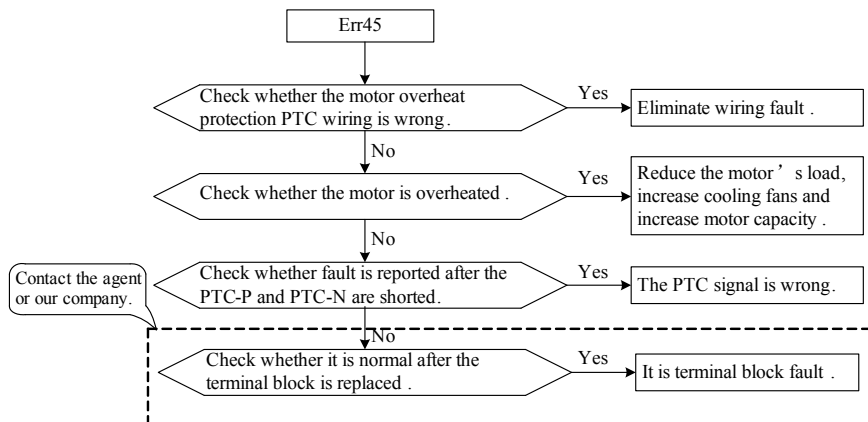 Err45
Check whether the motor overheat
protection PTC wiring is wrong.
Yes
Eliminate wiring fault .
No
Check whether the motor is overheated .
Yes
Reduce the motor’s load,
increase cooling fans and
increase motor capacity .
No
Contact the agent
or our company.
Check whether fault is reported after the
PTC-P and PTC-N are shorted.
Yes
The PTC signal is wrong.
No
Check whether it is normal after the
terminal block is replaced .
Yes
It is terminal block fault .